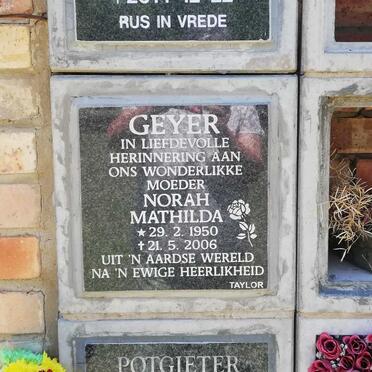 RUS IN VREDE
GEYER
IN LIEFDEVOLLE
HERINNERING AAN
ONS WONDERLIKKE
MOEDER
NORAH
MATHILDA
★ 29. 2. 1950
✝ 21. 5. 2006
UIT 'N AARDSE WERELD
NA 'N EWIGE HEERLIKHEID
TAYLOR
POTGIETER